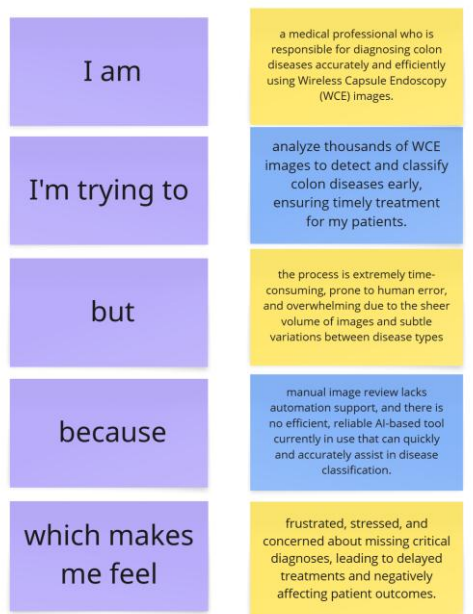 I am
a medical professional who is
responsible for diagnosing colon
diseases accurately and efficiently
using Wireless Capsule Endoscopy
(WCE) images.
I'm trying to
analyze thousands of WCE
images to detect and classify
colon diseases early,
ensuring timely treatment
for my patients.
but
the process is extremely time-
consuming, prone to human error,
and overwhelming due to the sheer
volume of images and subtle
variations between disease types
because
manual image review lacks
automation support, and there is
no efficient, reliable AI-based tool
currently in use that can quickly
and accurately assist in disease
classification.
which makes
me feel
frustrated, stressed, and
concerned about missing critical
diagnoses, leading to delayed
treatments and negatively
affecting patient outcomes.